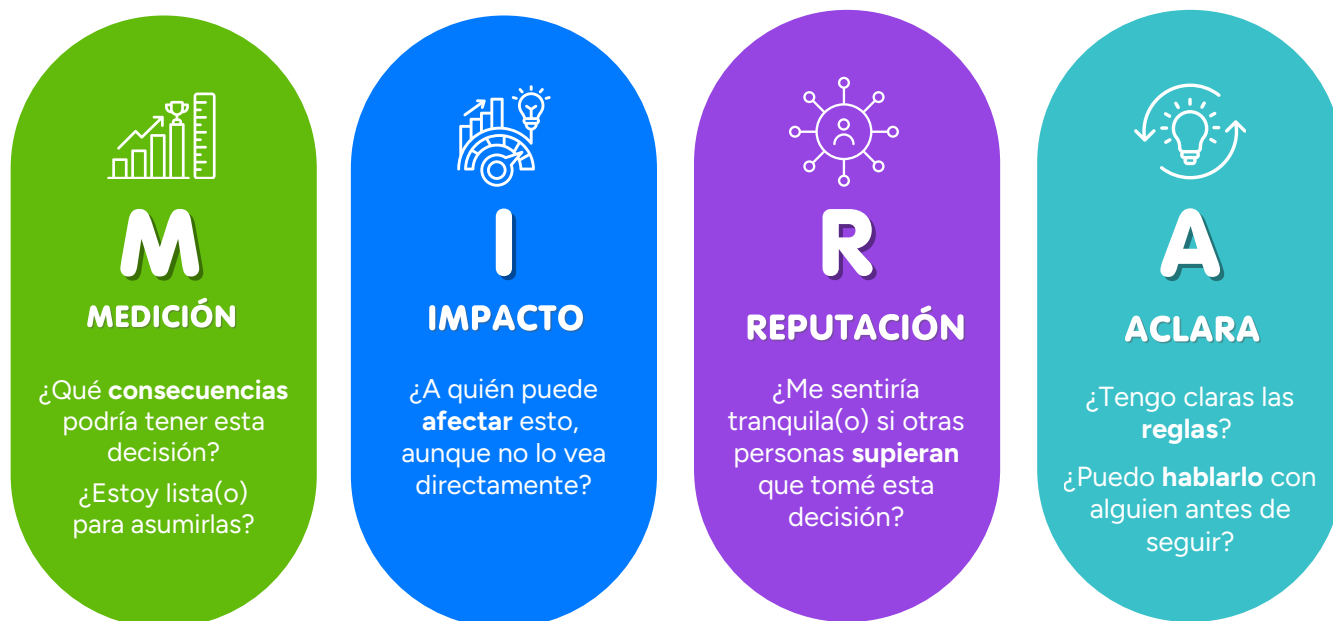 M
MEDICIÓN
¿Qué consecuencias
podría tener esta
decisión?
¿Estoy lista(o)
para asumirlas?
I
IMPACTO
¿A quién puede
afectar esto,
aunque no lo vea
directamente?
R
REPUTACIÓN
¿Me sentiría
tranquila(o) si otras
personas supieran
que tomé esta
decisión?
A
ACLARA
¿Tengo claras las
reglas?
¿Puedo hablarlo con
alguien antes de
seguir?